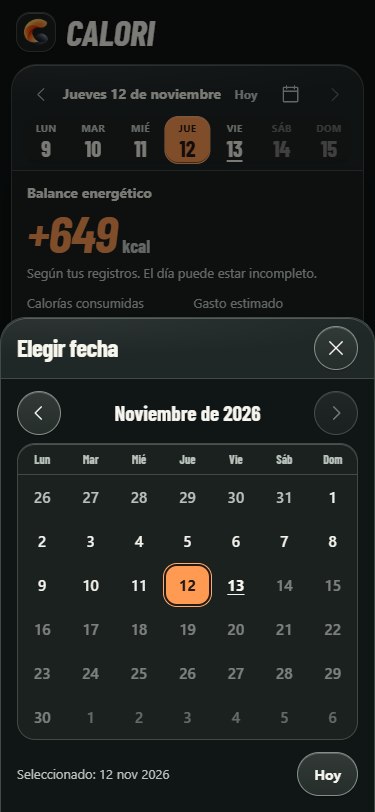 CALORI
Jueves 12 de noviembre Hoy
LUN MAR MIÉ JUE VIE SÁB DOM
9 10 11 12 13 14 15
Balance energético
+649 kcal
Según tus registros. El día puede estar incompleto.
Calorías consumidas Gasto estimado
Elegir fecha
Noviembre de 2026
Lun Mar Mié Jue Vie Sáb Dom
26 27 28 29 30 31 1
2 3 4 5 6 7 8
9 10 11 12 13 14 15
16 17 18 19 20 21 22
23 24 25 26 27 28 29
30 1 2 3 4 5 6
Seleccionado: 12 nov 2026 Hoy